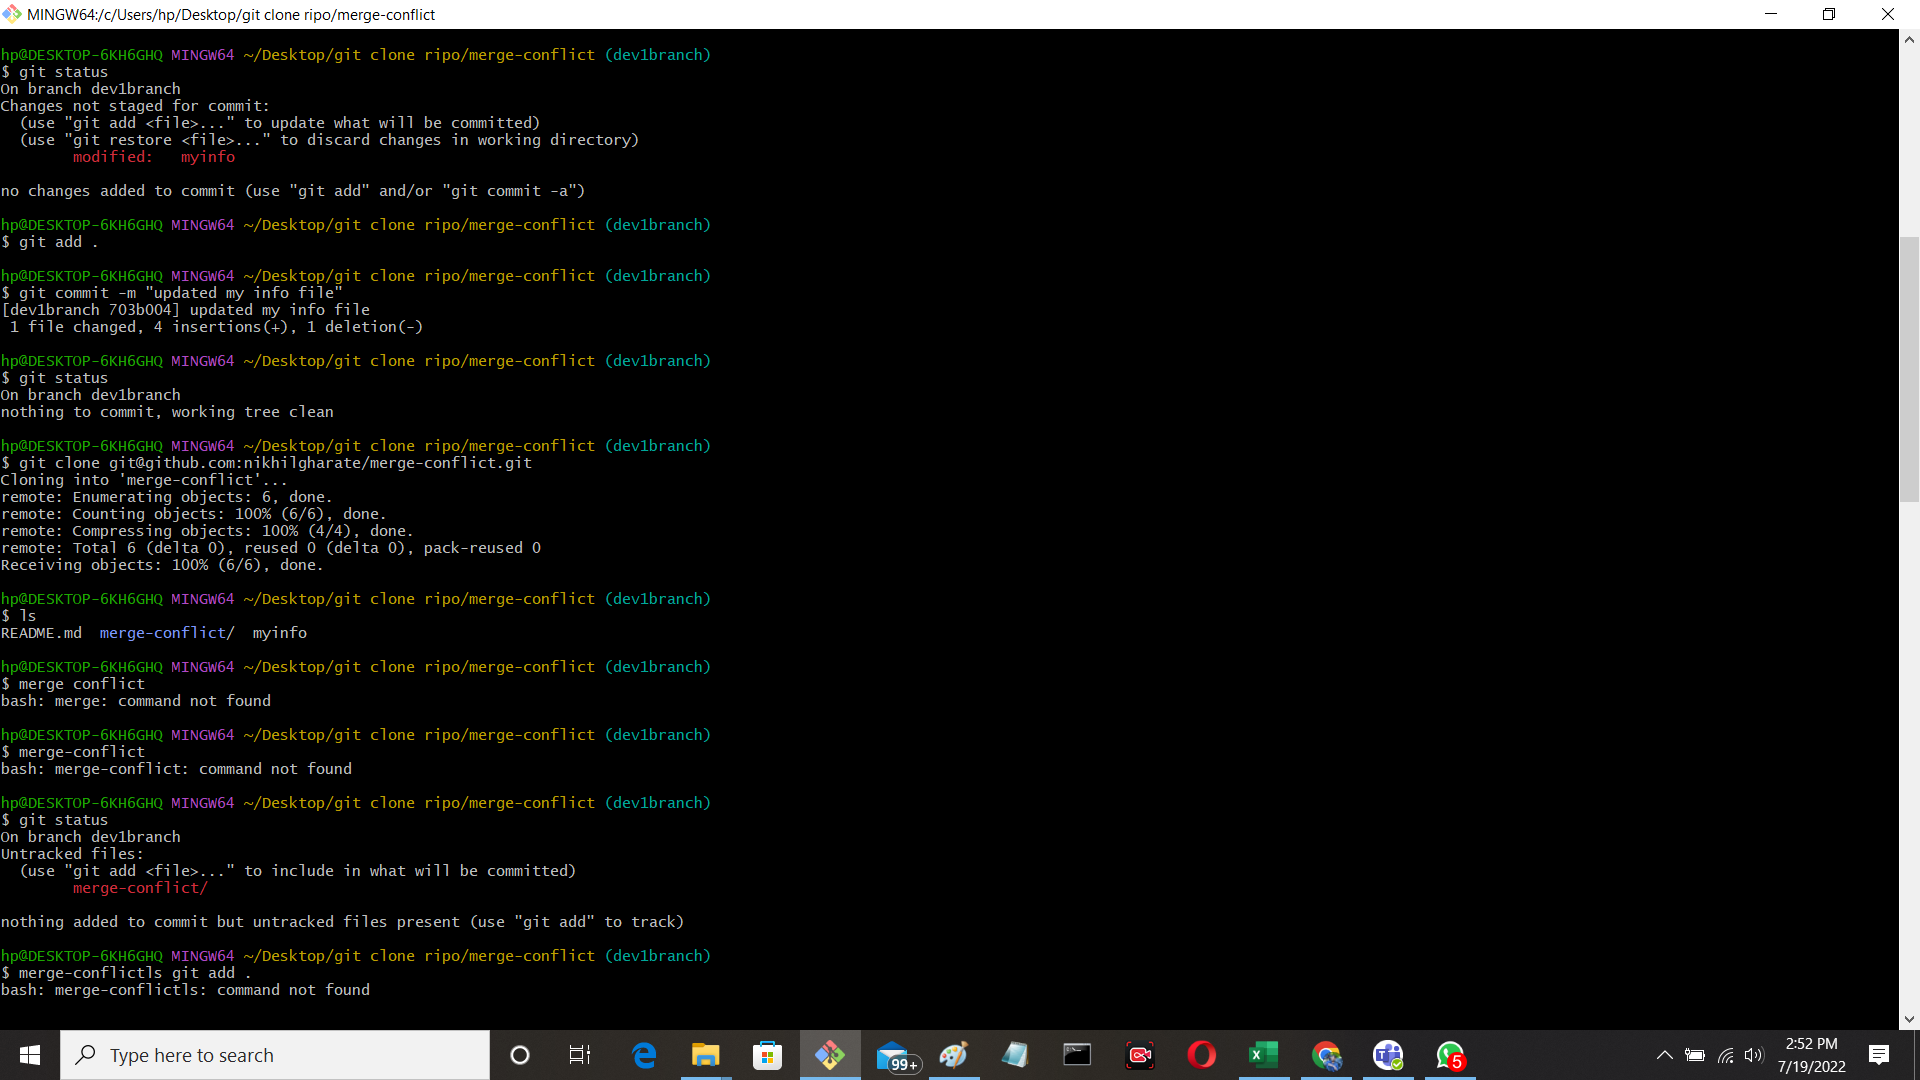 MINGW64:/c/Users/hp/Desktop/git clone ripo/merge-conflict
hp@DESKTOP-6KH6GHQ MINGW64 ~/Desktop/git clone ripo/merge-conflict (dev1branch)
$ git status
On branch dev1branch
Changes not staged for commit:
  (use "git add <file>..." to update what will be committed)
  (use "git restore <file>..." to discard changes in working directory)
        modified:   myinfo
no changes added to commit (use "git add" and/or "git commit -a")
hp@DESKTOP-6KH6GHQ MINGW64 ~/Desktop/git clone ripo/merge-conflict (dev1branch)
$ git add .
hp@DESKTOP-6KH6GHQ MINGW64 ~/Desktop/git clone ripo/merge-conflict (dev1branch)
$ git commit -m "updated my info file"
[dev1branch 703b004] updated my info file
 1 file changed, 4 insertions(+), 1 deletion(-)
hp@DESKTOP-6KH6GHQ MINGW64 ~/Desktop/git clone ripo/merge-conflict (dev1branch)
$ git status
On branch dev1branch
nothing to commit, working tree clean
hp@DESKTOP-6KH6GHQ MINGW64 ~/Desktop/git clone ripo/merge-conflict (dev1branch)
$ git clone git@github.com:nikhilgharate/merge-conflict.git
Cloning into 'merge-conflict'...
remote: Enumerating objects: 6, done.
remote: Counting objects: 100% (6/6), done.
remote: Compressing objects: 100% (4/4), done.
remote: Total 6 (delta 0), reused 0 (delta 0), pack-reused 0
Receiving objects: 100% (6/6), done.
hp@DESKTOP-6KH6GHQ MINGW64 ~/Desktop/git clone ripo/merge-conflict (dev1branch)
$ ls
README.md  merge-conflict/  myinfo
hp@DESKTOP-6KH6GHQ MINGW64 ~/Desktop/git clone ripo/merge-conflict (dev1branch)
$ merge conflict
bash: merge: command not found
hp@DESKTOP-6KH6GHQ MINGW64 ~/Desktop/git clone ripo/merge-conflict (dev1branch)
$ merge-conflict
bash: merge-conflict: command not found
hp@DESKTOP-6KH6GHQ MINGW64 ~/Desktop/git clone ripo/merge-conflict (dev1branch)
$ git status
On branch dev1branch
Untracked files:
  (use "git add <file>..." to include in what will be committed)
        merge-conflict/
nothing added to commit but untracked files present (use "git add" to track)
hp@DESKTOP-6KH6GHQ MINGW64 ~/Desktop/git clone ripo/merge-conflict (dev1branch)
$ merge-conflictls git add .
bash: merge-conflictls: command not found
Type here to search
99+
5
2:52 PM
7/19/2022